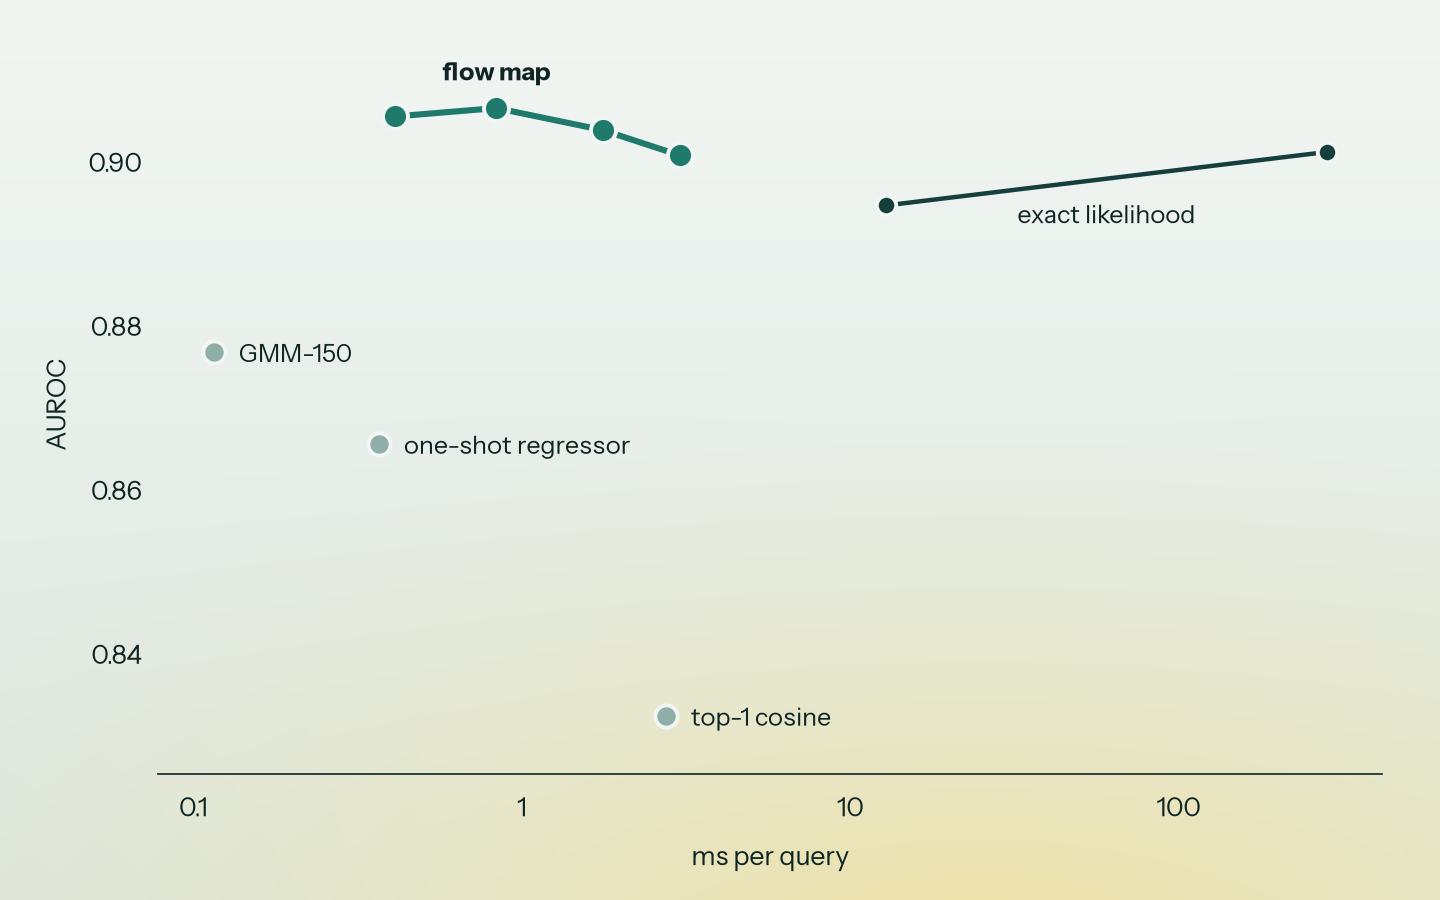 flow map
0.90
exact likelihood
0.88
GMM-150
AUROC
one-shot regressor
0.86
0.84
top-1 cosine
0.1 1 10 100
ms per query